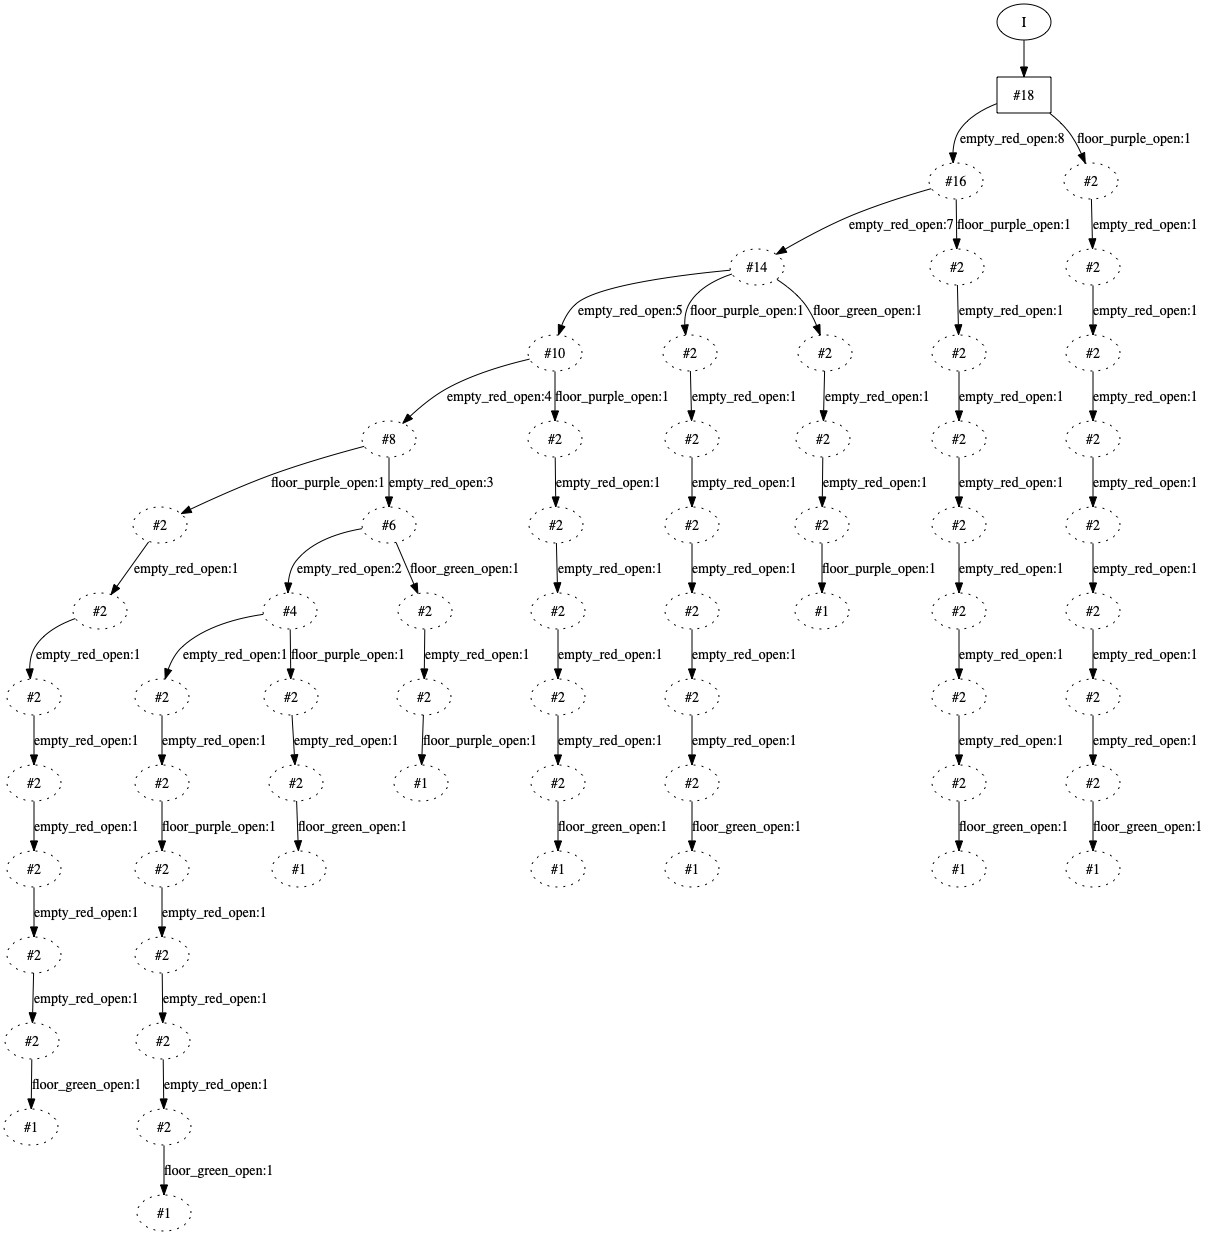 I
#18
empty_red_open:8 floor_purple_open:1
#16 #2
empty_red_open:7 floor_purple_open:1 empty_red_open:1
#14 #2 #2
empty_red_open:5 floor_purple_open:1 floor_green_open:1 empty_red_open:1 empty_red_open:1
#10 #2 #2 #2 #2
empty_red_open:4 floor_purple_open:1 empty_red_open:1 empty_red_open:1 empty_red_open:1 empty_red_open:1
#8 #2 #2 #2 #2 #2
floor_purple_open:1 empty_red_open:3 empty_red_open:1 empty_red_open:1 empty_red_open:1 empty_red_open:1 empty_red_open:1
#2 #6 #2 #2 #2 #2 #2
empty_red_open:1 empty_red_open:2 floor_green_open:1 empty_red_open:1 empty_red_open:1 floor_purple_open:1 empty_red_open:1 empty_red_open:1
#2 #4 #2 #2 #2 #1 #2 #2
empty_red_open:1 empty_red_open:1 floor_purple_open:1 empty_red_open:1 empty_red_open:1 empty_red_open:1 empty_red_open:1 empty_red_open:1
#2 #2 #2 #2 #2 #2 #2 #2
empty_red_open:1 empty_red_open:1 empty_red_open:1 floor_purple_open:1 empty_red_open:1 empty_red_open:1 empty_red_open:1 empty_red_open:1
#2 #2 #2 #1 #2 #2 #2 #2
empty_red_open:1 floor_purple_open:1 floor_green_open:1 floor_green_open:1 floor_green_open:1 floor_green_open:1 floor_green_open:1
#2 #2 #1 #1 #1 #1 #1
empty_red_open:1 empty_red_open:1
#2 #2
empty_red_open:1 empty_red_open:1
#2 #2
floor_green_open:1 empty_red_open:1
#1 #2
floor_green_open:1
#1